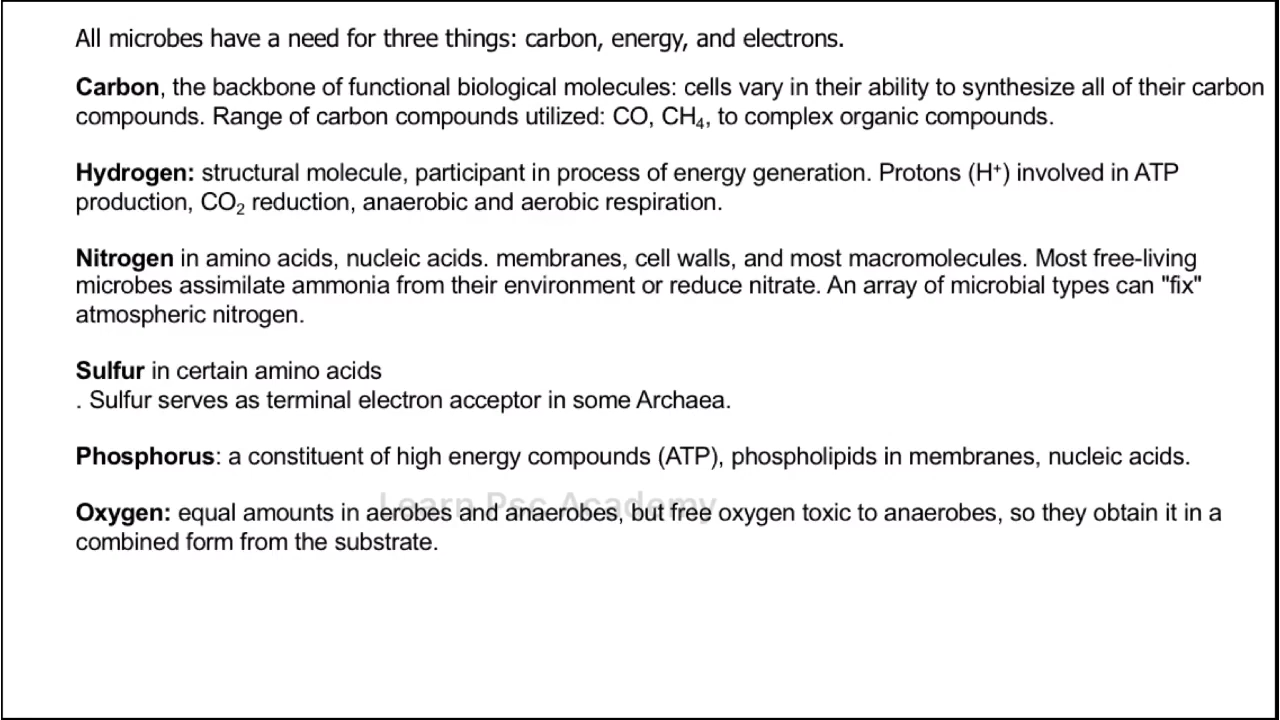 All microbes have a need for three things: carbon, energy, and electrons.
Carbon, the backbone of functional biological molecules: cells vary in their ability to synthesize all of their carbon
compounds. Range of carbon compounds utilized: CO, CH₄, to complex organic compounds.
Hydrogen: structural molecule, participant in process of energy generation. Protons (H⁺) involved in ATP
production, CO₂ reduction, anaerobic and aerobic respiration.
Nitrogen in amino acids, nucleic acids. membranes, cell walls, and most macromolecules. Most free-living
microbes assimilate ammonia from their environment or reduce nitrate. An array of microbial types can "fix"
atmospheric nitrogen.
Sulfur in certain amino acids
. Sulfur serves as terminal electron acceptor in some Archaea.
Phosphorus: a constituent of high energy compounds (ATP), phospholipids in membranes, nucleic acids.
Learn Psc Academy
Oxygen: equal amounts in aerobes and anaerobes, but free oxygen toxic to anaerobes, so they obtain it in a
combined form from the substrate.